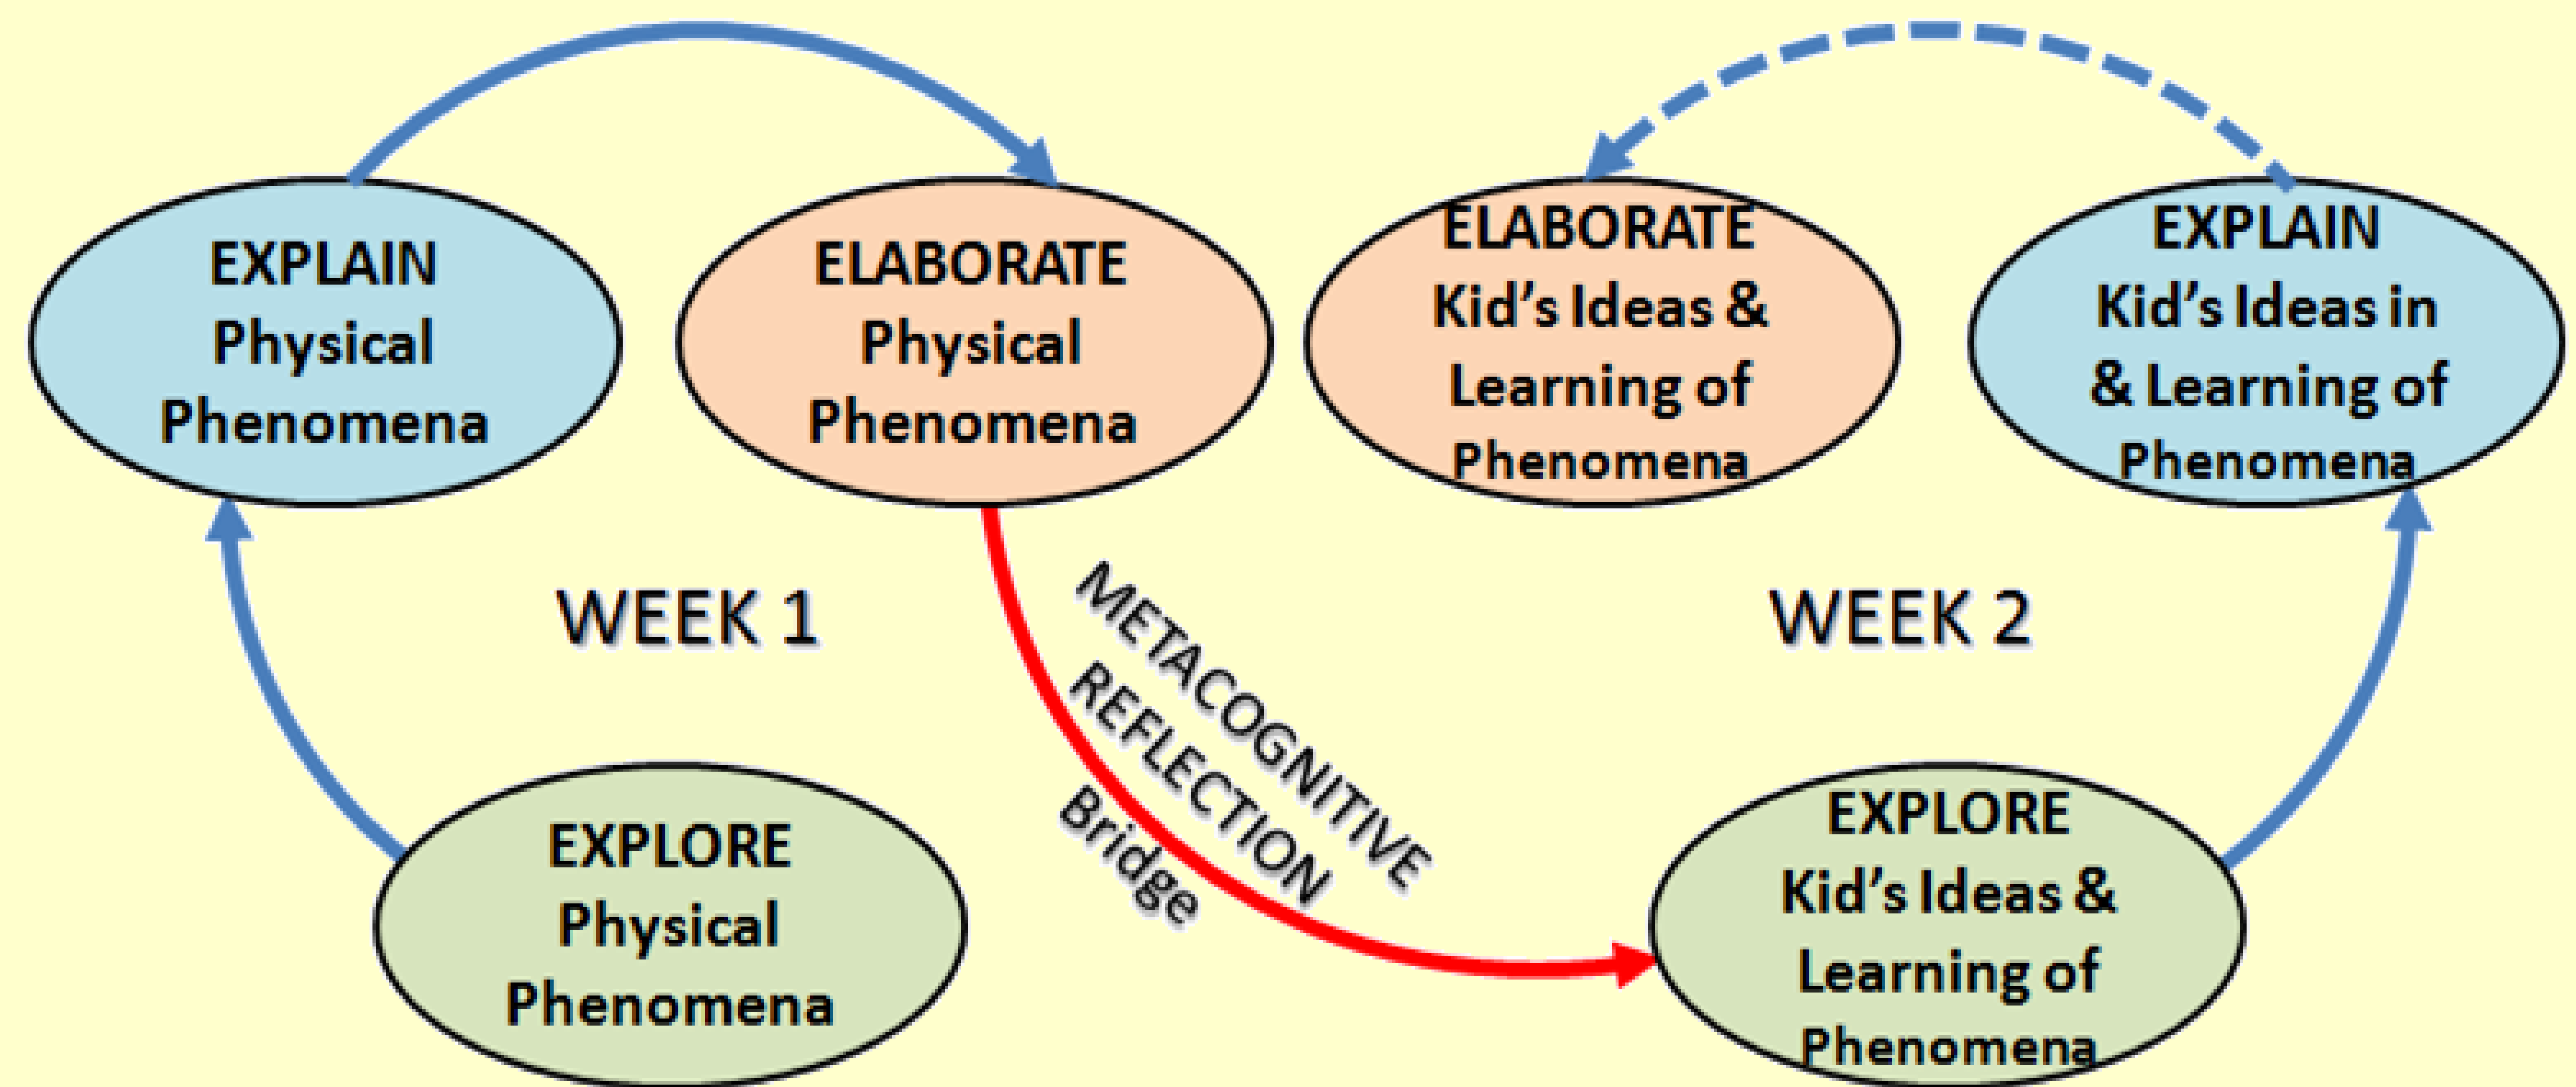 EXPLAIN
Physical
Phenomena
ELABORATE
Physical
Phenomena
ELABORATE
Kid's Ideas &
Learning of
Phenomena
EXPLAIN
Kid's Ideas in
& Learning of
Phenomena
WEEK 1
METACOGNITIVE
REFLECTION
Bridge
WEEK 2
EXPLORE
Physical
Phenomena
EXPLORE
Kid's Ideas &
Learning of
Phenomena